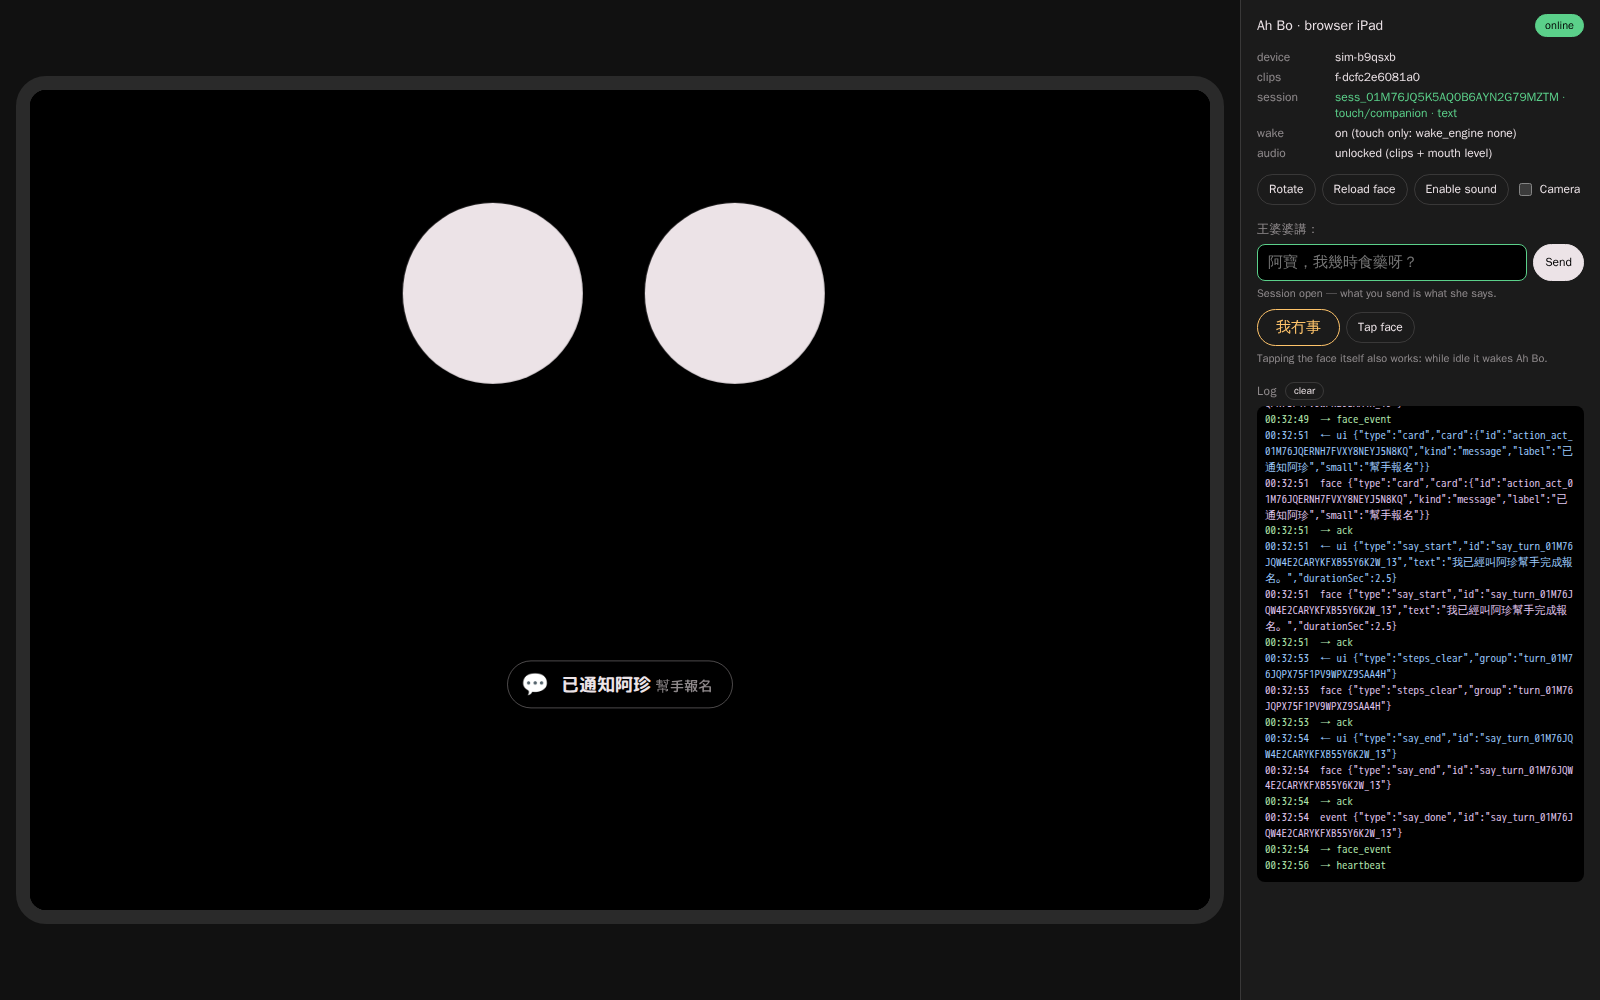 Ah Bo · browser iPad
online
device sim-b9qsxb
clips f-dcfc2e6081a0
session sess_01M76JQ5K5AQ0B6AYN2G79MZTM ·
touch/companion · text
wake on (touch only: wake_engine none)
audio unlocked (clips + mouth level)
Rotate Reload face Enable sound Camera
王婆婆講：
阿寶，我幾時食藥呀？ Send
Session open — what you send is what she says.
我冇事 Tap face
Tapping the face itself also works: while idle it wakes Ah Bo.
Log clear
00:32:49 → face_event
00:32:51 ← ui {"type":"card","card":{"id":"action_act_
01M76JQERNH7FVXY8NEYJ5N8KQ","kind":"message","label":"已
通知阿珍","small":"幫手報名"}}
00:32:51 face {"type":"card","card":{"id":"action_act_0
1M76JQERNH7FVXY8NEYJ5N8KQ","kind":"message","label":"已
通知阿珍","small":"幫手報名"}}
00:32:51 → ack
00:32:51 ← ui {"type":"say_start","id":"say_turn_01M76
JQW4E2CARYKFXB55Y6K2W_13","text":"我已經叫阿珍幫手完成報
名。","durationSec":2.5}
00:32:51 face {"type":"say_start","id":"say_turn_01M76J
QW4E2CARYKFXB55Y6K2W_13","text":"我已經叫阿珍幫手完成報
名。","durationSec":2.5}
00:32:51 → ack
00:32:53 ← ui {"type":"steps_clear","group":"turn_01M7
6JQPX75F1PV9WPXZ9SAA4H"}
00:32:53 face {"type":"steps_clear","group":"turn_01M76
JQPX75F1PV9WPXZ9SAA4H"}
00:32:53 → ack
00:32:54 ← ui {"type":"say_end","id":"say_turn_01M76JQ
W4E2CARYKFXB55Y6K2W_13"}
00:32:54 face {"type":"say_end","id":"say_turn_01M76JQW
4E2CARYKFXB55Y6K2W_13"}
00:32:54 → ack
00:32:54 event {"type":"say_done","id":"say_turn_01M76J
QW4E2CARYKFXB55Y6K2W_13"}
00:32:54 → face_event
00:32:56 → heartbeat
已通知阿珍 幫手報名